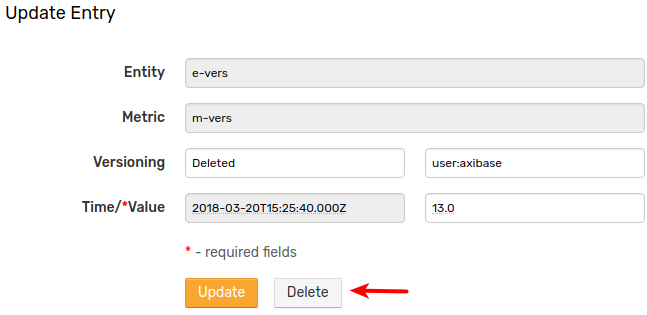 Update Entry
Entity e-vers
Metric m-vers
Versioning Deleted user:axibase
Time/*Value 2018-03-20T15:25:40.000Z 13.0
* - required fields
Update Delete